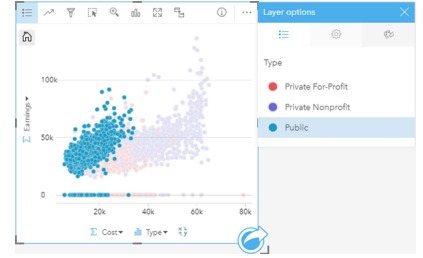 Layer options
Type
Private For-Profit
Private Nonprofit
Public
Earnings
100k
50k
0
20k
40k
60k
80k
Cost
Type